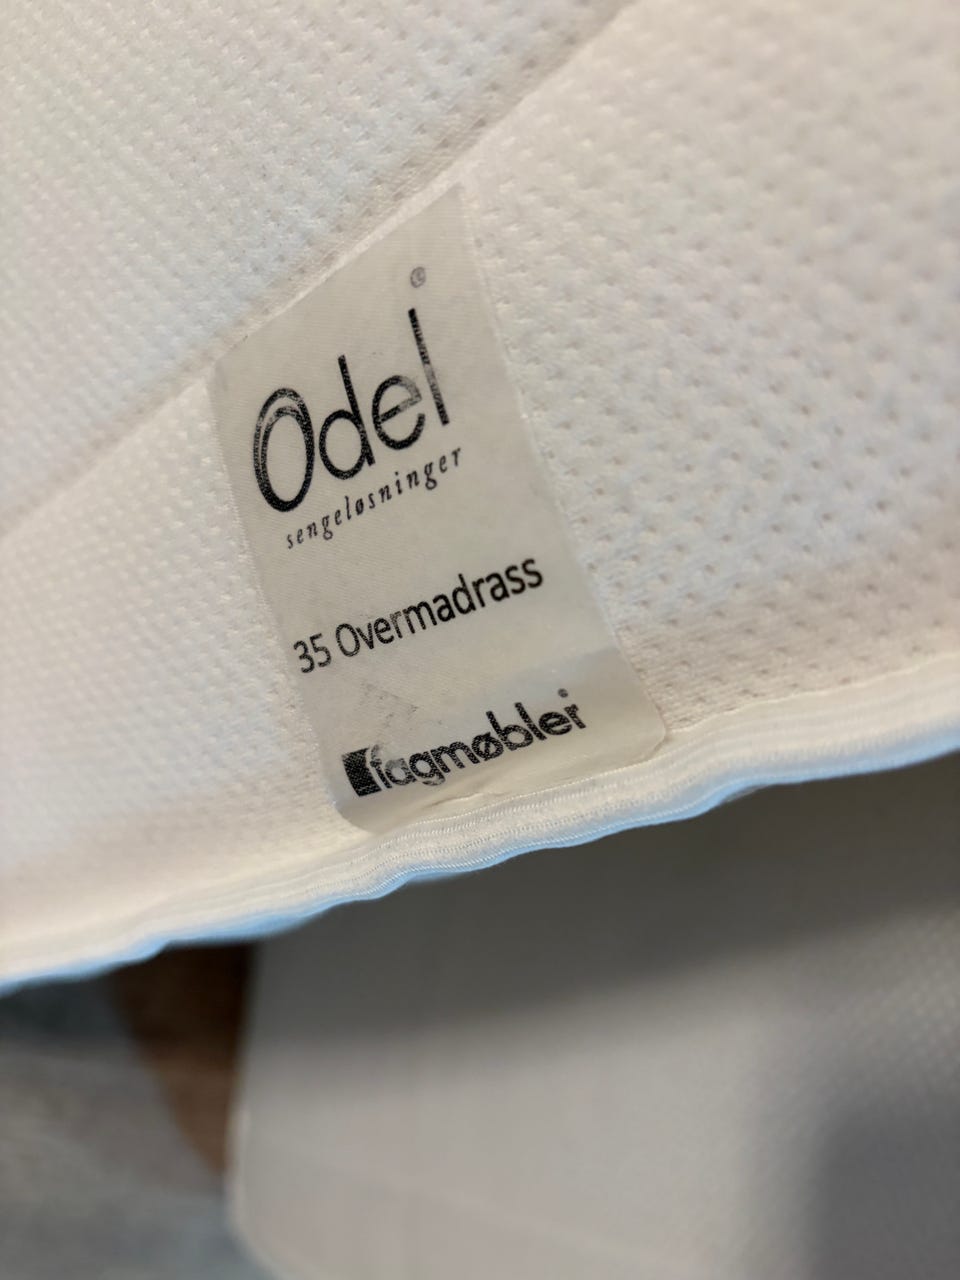 Odel ®
sengeløsninger
35 Overmadrass
fagmøbler